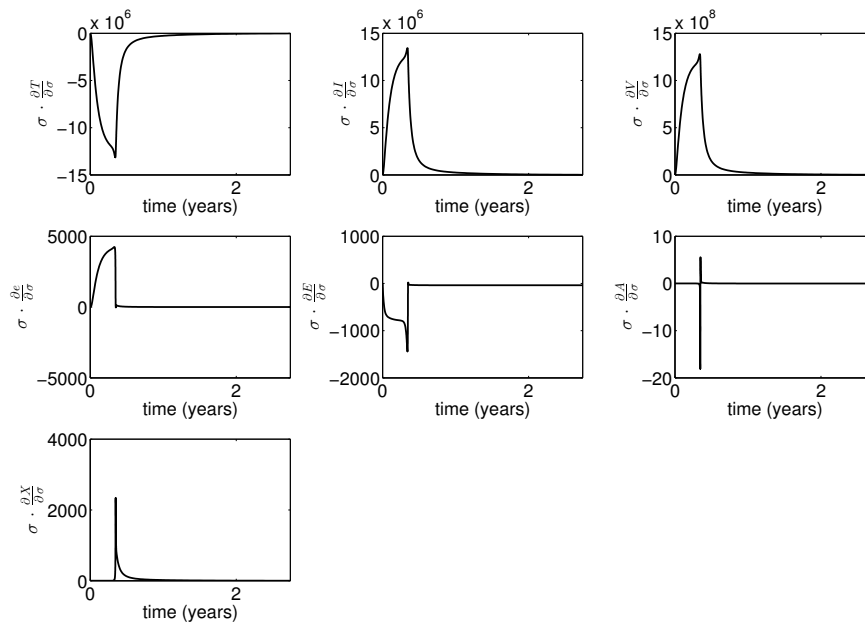 x 10^6
0
−5
−10
−15
σ · ∂T/∂σ
0
2
time (years)
x 10^6
15
10
5
0
σ · ∂I/∂σ
0
2
time (years)
x 10^8
15
10
5
0
σ · ∂V/∂σ
0
2
time (years)
5000
0
−5000
σ · ∂e/∂σ
0
2
time (years)
1000
0
−1000
−2000
σ · ∂E/∂σ
0
2
time (years)
10
0
−10
−20
σ · ∂A/∂σ
0
2
time (years)
4000
2000
0
σ · ∂X/∂σ
0
2
time (years)